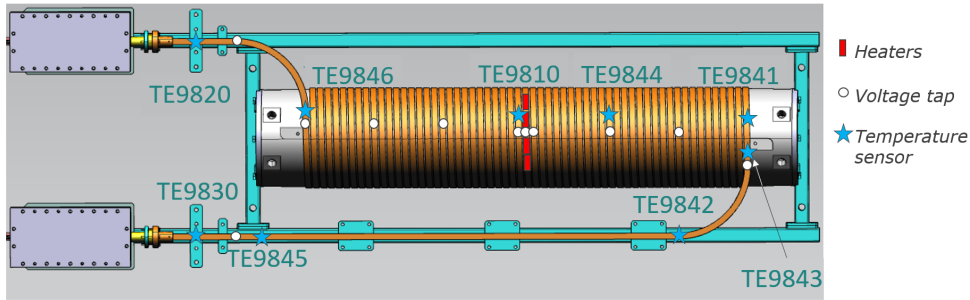 TE9820
TE9846
TE9810
TE9844
TE9841
Heaters
Voltage tap
Temperature
sensor
TE9830
TE9845
TE9842
TE9843